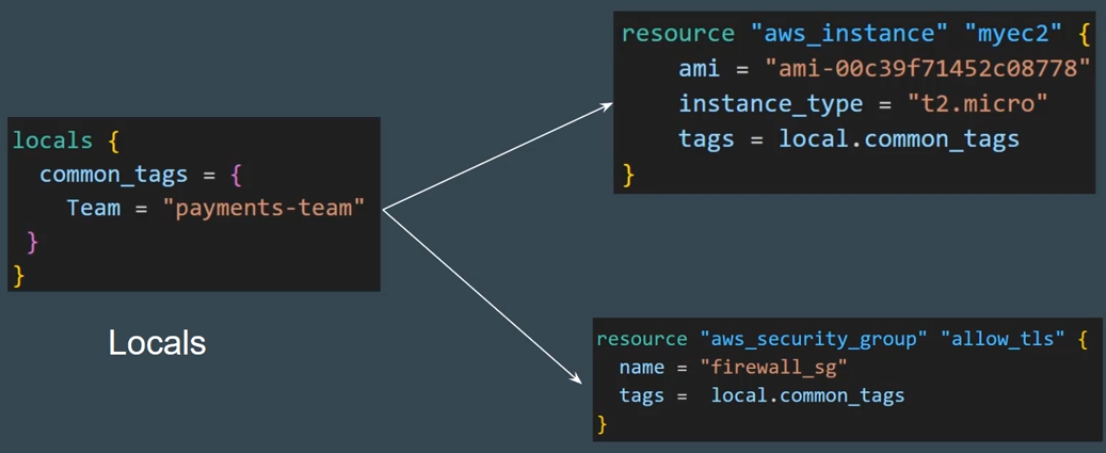 locals {
common_tags = {
Team = "payments-team"
}
}
Locals
resource "aws_instance" "myec2" {
ami = "ami-00c39f71452c08778"
instance_type = "t2.micro"
tags = local.common_tags
}
resource "aws_security_group" "allow_tls" {
name = "firewall_sg"
tags =  local.common_tags
}